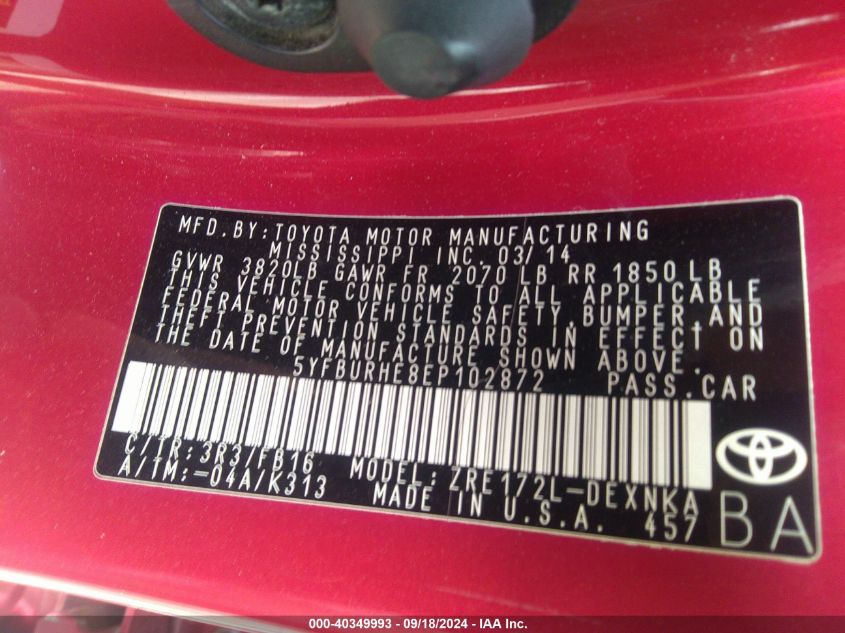 MFD. BY: TOYOTA MOTOR MANUFACTURING
MISSISSIPPI INC. 03/14
GVWR 3820LB GAWR FR 2070 LB RR 1850 LB
THIS VEHICLE CONFORMS TO ALL APPLICABLE
FEDERAL MOTOR VEHICLE SAFETY, BUMPER, AND
THEFT PREVENTION STANDARDS IN EFFECT ON
THE DATE OF MANUFACTURE SHOWN ABOVE.
5YFBURHE8EP102872 PASS. CAR
C/TR: 3R3/FB16 MODEL: ZRE172L-DEXNKA
A/TM: -04A/K313 MADE IN U.S.A. 457
BA
000-40349993 - 09/18/2024 - IAA Inc.